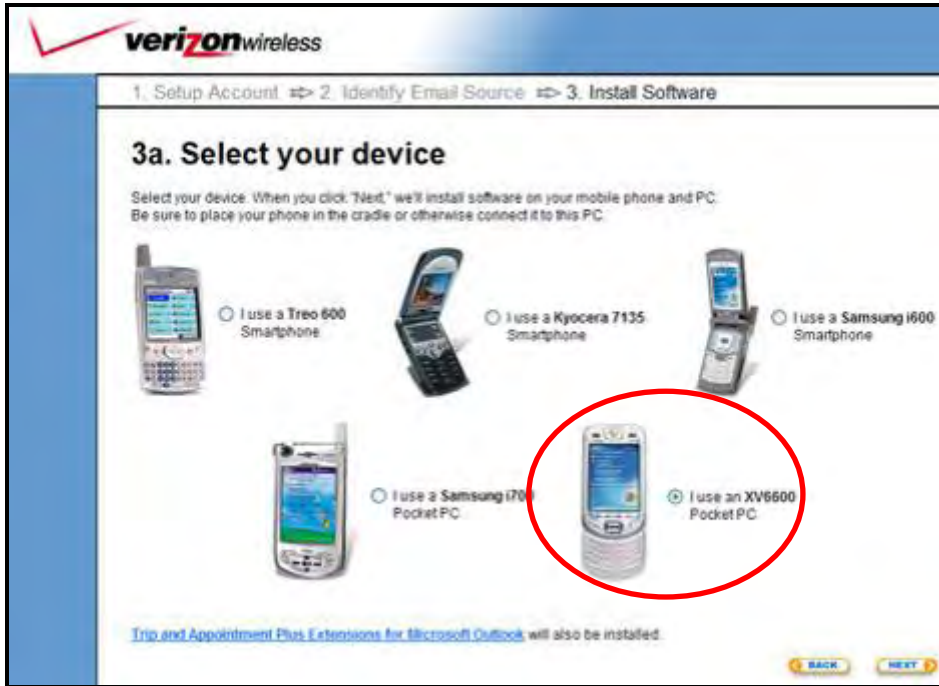 verizonwireless
1. Setup Account ⇨ 2. Identify Email Source ⇨ 3. Install Software
3a. Select your device
Select your device. When you click "Next," we'll install software on your mobile phone and PC.
Be sure to place your phone in the cradle or otherwise connect it to this PC.
I use a Treo 600
Smartphone
I use a Kyocera 7135
Smartphone
I use a Samsung i600
Smartphone
I use a Samsung i700
Pocket PC
I use an XV6600
Pocket PC
Trip and Appointment Plus Extensions for Microsoft Outlook will also be installed.
BACK
NEXT